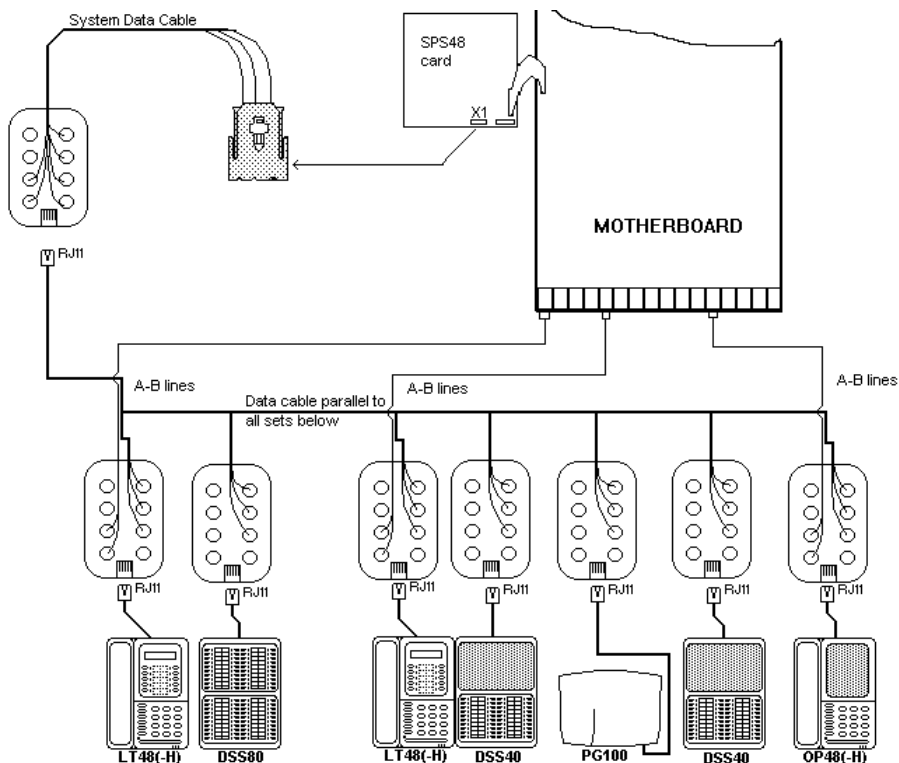 System Data Cable
SPS48
card
X1
MOTHERBOARD
RJ11
A-B lines
A-B lines
A-B lines
Data cable parallel to
all sets below
RJ11
RJ11
RJ11
RJ11
RJ11
RJ11
RJ11
LT48(-H)
DSS80
LT48(-H)
DSS40
PG100
DSS40
OP48(-H)